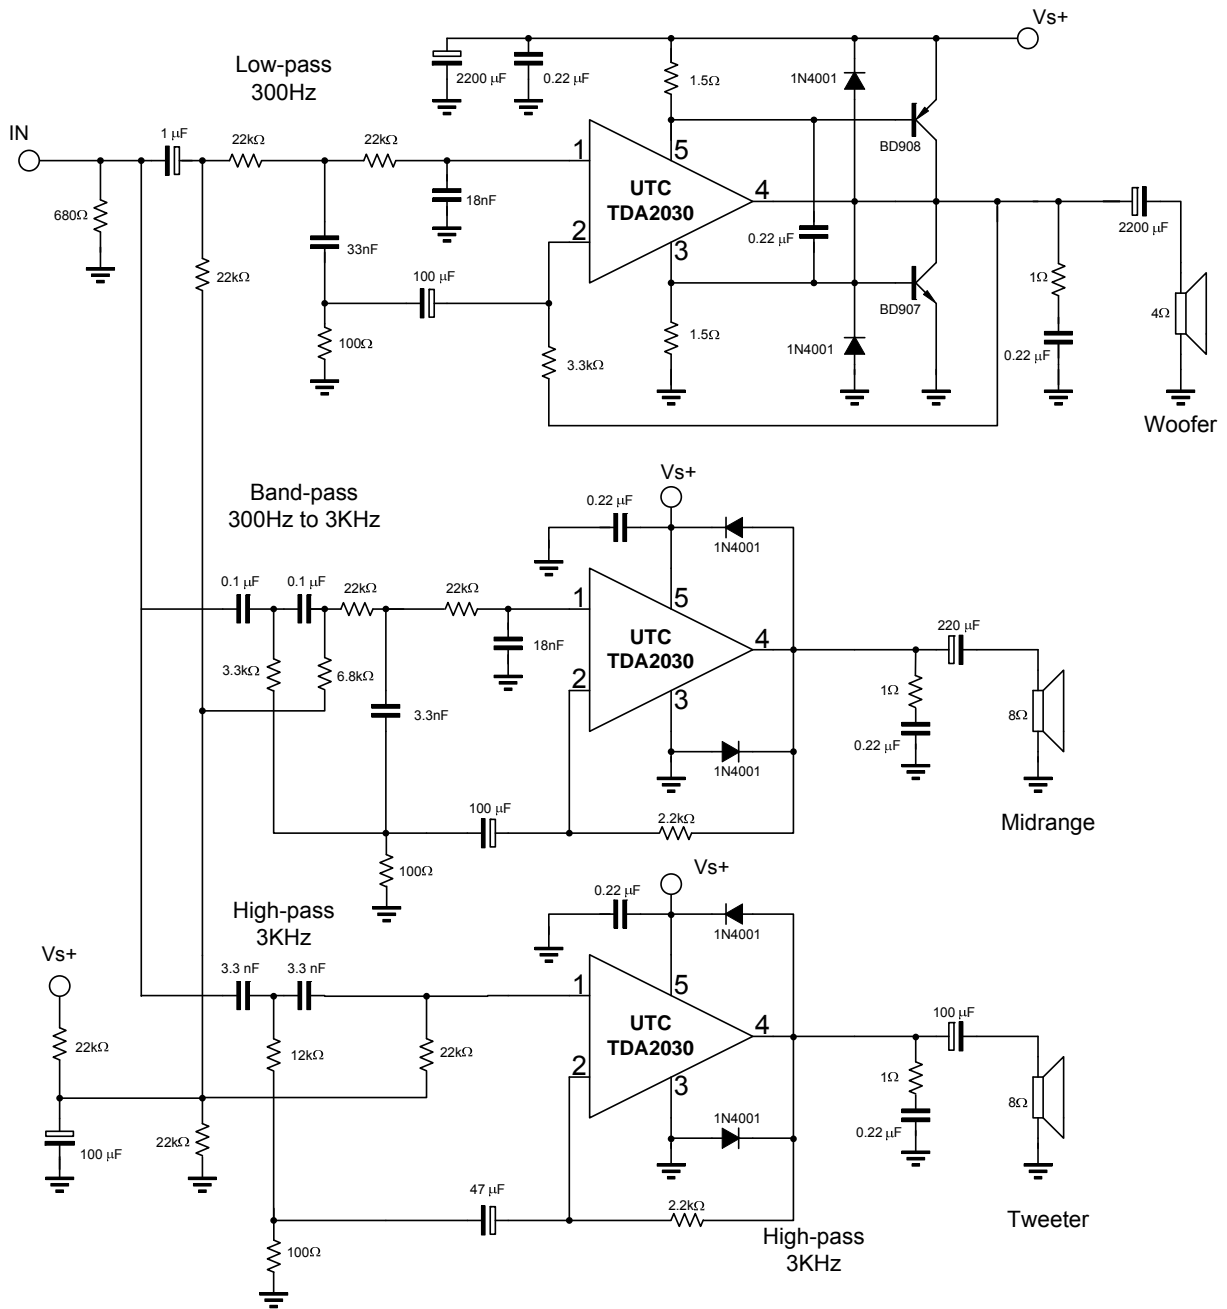 Vs+
Low-pass
300Hz
2200 μF
0.22 μF
1.5Ω
1N4001
IN
1 μF
22kΩ
22kΩ
1
5
BD908
UTC
TDA2030
4
680Ω
18nF
2
3
0.22 μF
2200 μF
22kΩ
33nF
100 μF
BD907
1Ω
4Ω
100Ω
3.3kΩ
1.5Ω
1N4001
0.22 μF
Woofer
Vs+
Band-pass
300Hz to 3KHz
0.22 μF
1N4001
0.1 μF
0.1 μF
22kΩ
22kΩ
1
5
UTC
TDA2030
4
220 μF
18nF
3.3kΩ
6.8kΩ
2
3
1Ω
8Ω
3.3nF
0.22 μF
1N4001
100 μF
2.2kΩ
Midrange
100Ω
Vs+
0.22 μF
High-pass
3KHz
1N4001
Vs+
3.3 nF
3.3 nF
1
5
100 μF
UTC
TDA2030
4
22kΩ
12kΩ
22kΩ
2
3
1Ω
8Ω
1N4001
0.22 μF
100 μF
22kΩ
47 μF
2.2kΩ
Tweeter
100Ω
High-pass
3KHz